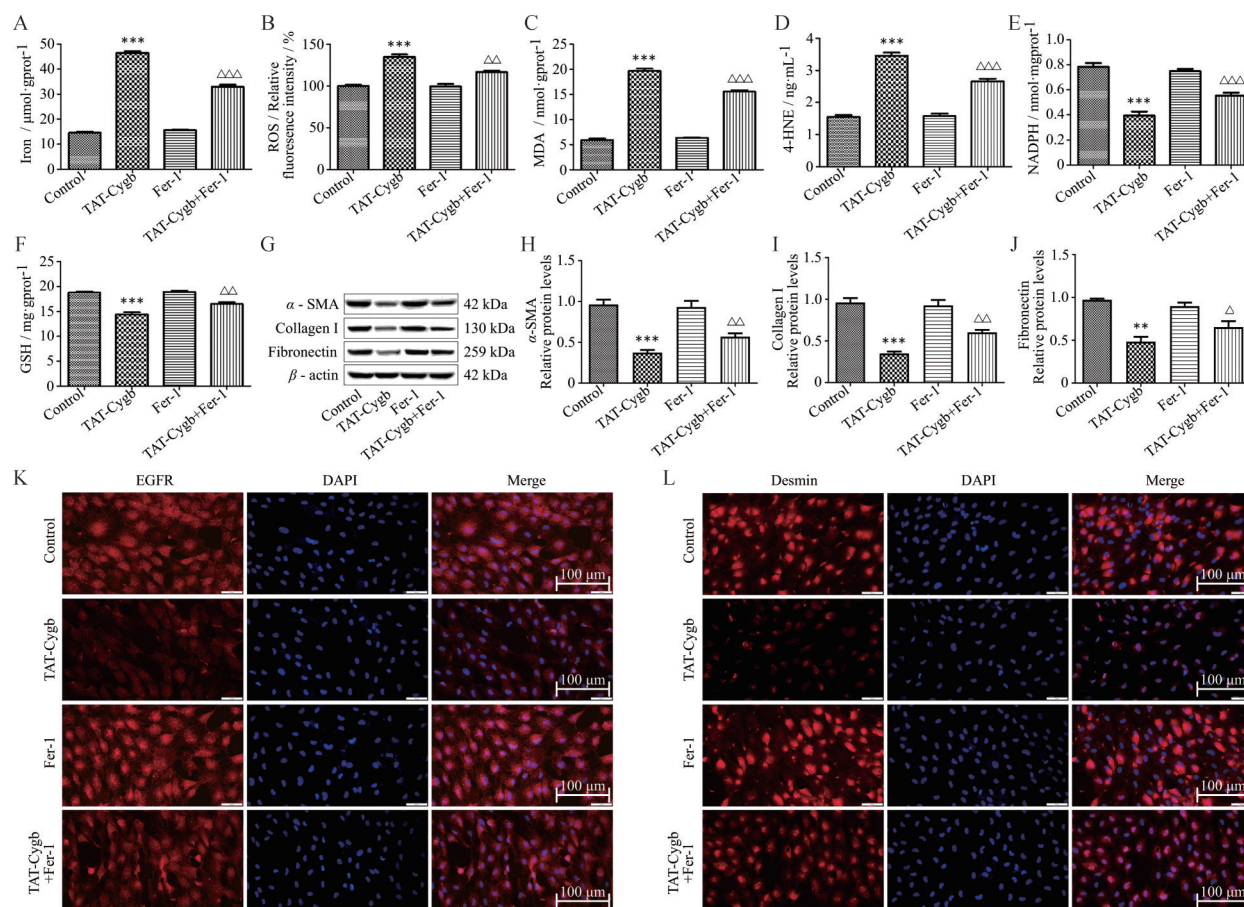 A
Iron / μmol·gprot⁻¹
50
40
30
20
10
0
***
△△△
Control
TAT-Cygb
Fer-1
TAT-Cygb+Fer-1
B
ROS / Relative
fluorescence intensity / %
150
100
50
0
***
△△
Control
TAT-Cygb
Fer-1
TAT-Cygb+Fer-1
C
MDA / nmol·gprot⁻¹
25
20
15
10
5
0
***
△△△
Control
TAT-Cygb
Fer-1
TAT-Cygb+Fer-1
D
4-HNE / ng·mL⁻¹
4
3
2
1
0
***
△△△
Control
TAT-Cygb
Fer-1
TAT-Cygb+Fer-1
E
NADPH / nmol·mgprot⁻¹
1.0
0.8
0.6
0.4
0.2
0
***
△△△
Control
TAT-Cygb
Fer-1
TAT-Cygb+Fer-1
F
GSH / mg·gprot⁻¹
25
20
15
10
5
0
***
△△
Control
TAT-Cygb
Fer-1
TAT-Cygb+Fer-1
G
α - SMA 42 kDa
Collagen I 130 kDa
Fibronectin 259 kDa
β - actin 42 kDa
Control
TAT-Cygb
Fer-1
TAT-Cygb+Fer-1
H
α-SMA
Relative protein levels
1.5
1.0
0.5
0
***
△△
Control
TAT-Cygb
Fer-1
TAT-Cygb+Fer-1
I
Collagen I
Relative protein levels
1.5
1.0
0.5
0
***
△△
Control
TAT-Cygb
Fer-1
TAT-Cygb+Fer-1
J
Fibronectin
Relative protein levels
1.5
1.0
0.5
0
**
△
Control
TAT-Cygb
Fer-1
TAT-Cygb+Fer-1
K
EGFR DAPI Merge
Control
100 μm
TAT-Cygb
100 μm
Fer-1
100 μm
TAT-Cygb
+Fer-1
100 μm
L
Desmin DAPI Merge
Control
100 μm
TAT-Cygb
100 μm
Fer-1
100 μm
TAT-Cygb
+Fer-1
100 μm